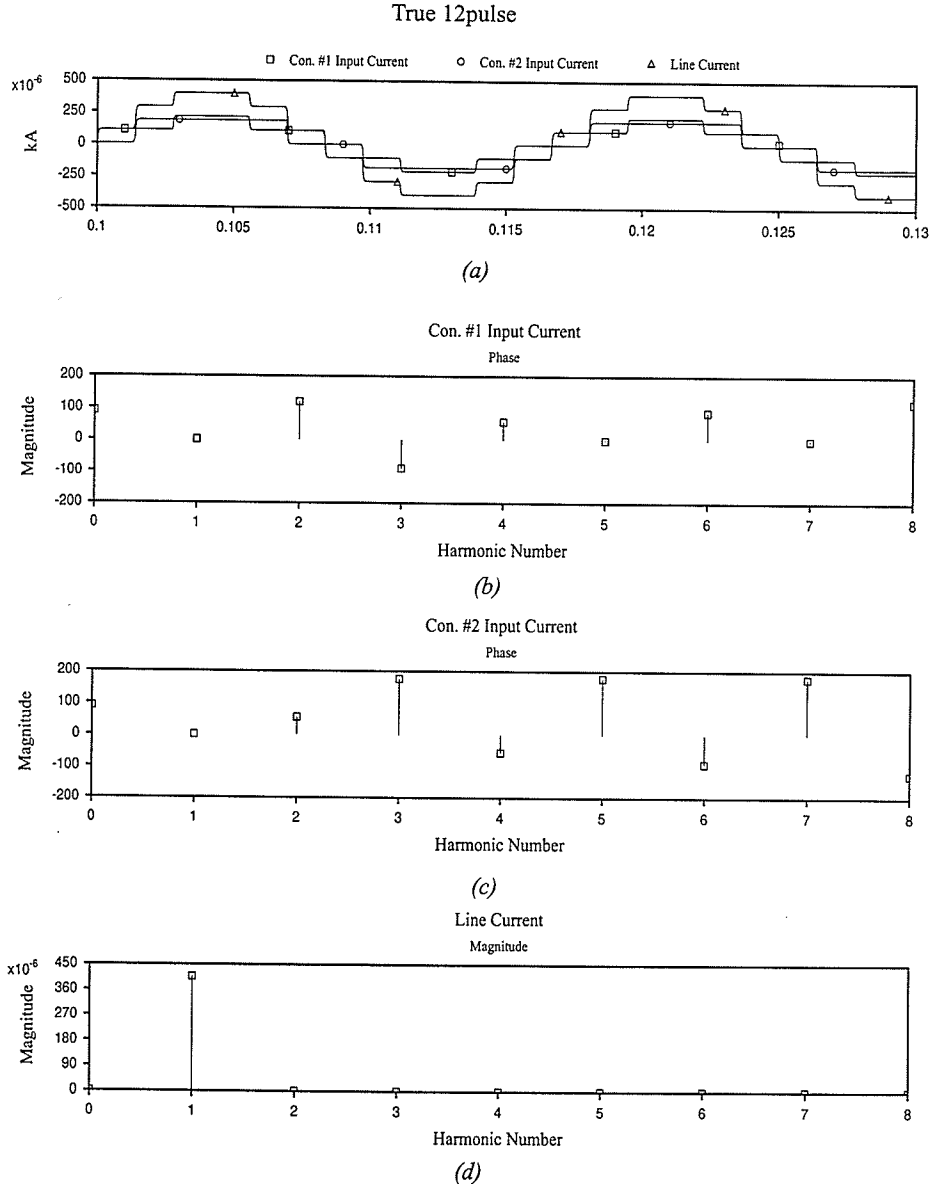 True 12pulse
Con. #1 Input Current Con. #2 Input Current Line Current
x10-6
500
250
0
-250
-500
kA
0.1 0.105 0.11 0.115 0.12 0.125 0.13
(a)
Con. #1 Input Current
Phase
200
100
0
-100
-200
Magnitude
0 1 2 3 4 5 6 7 8
Harmonic Number
(b)
Con. #2 Input Current
Phase
200
100
0
-100
-200
Magnitude
0 1 2 3 4 5 6 7 8
Harmonic Number
(c)
Line Current
Magnitude
x10-6
450
360
270
180
90
0
Magnitude
0 1 2 3 4 5 6 7 8
Harmonic Number
(d)